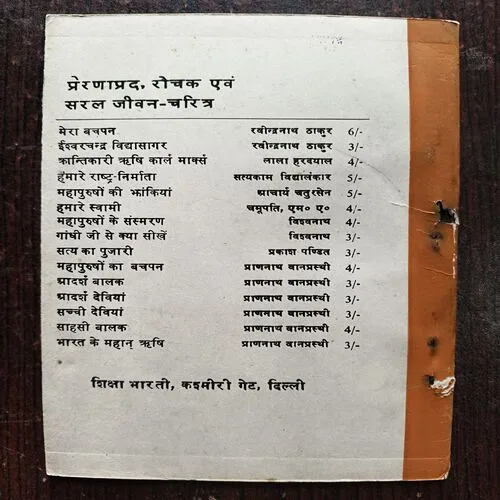 प्रेरणाप्रद, रोचक एवं
सरल जीवन-चरित्र
मेरा बचपन रवीन्द्रनाथ ठाकुर 6/-
ईश्वरचन्द्र विद्यासागर रवीन्द्रनाथ ठाकुर 3/-
क्रान्तिकारी ऋषि कार्ल मार्क्स लाला हरदयाल 4/-
हमारे राष्ट्र-निर्माता सत्यकाम विद्यालंकार 5/-
महापुरुषों की झांकियां आचार्य चतुरसेन 5/-
हमारे स्वामी चमूपति, एम० ए० 4/-
महापुरुषों के संस्मरण विश्वनाथ 4/-
गांधी जी से क्या सीखें विश्वनाथ 3/-
सत्य का पुजारी प्रकाश पण्डित 3/-
महापुरुषों का बचपन प्राणनाथ वानप्रस्थी 4/-
आदर्श बालक प्राणनाथ वानप्रस्थी 3/-
आदर्श देवियां प्राणनाथ वानप्रस्थी 3/-
सच्ची देवियां प्राणनाथ वानप्रस्थी 3/-
साहसी बालक प्राणनाथ वानप्रस्थी 4/-
भारत के महान् ऋषि प्राणनाथ वानप्रस्थी 3/-
शिक्षा भारती, कश्मीरी गेट, दिल्ली